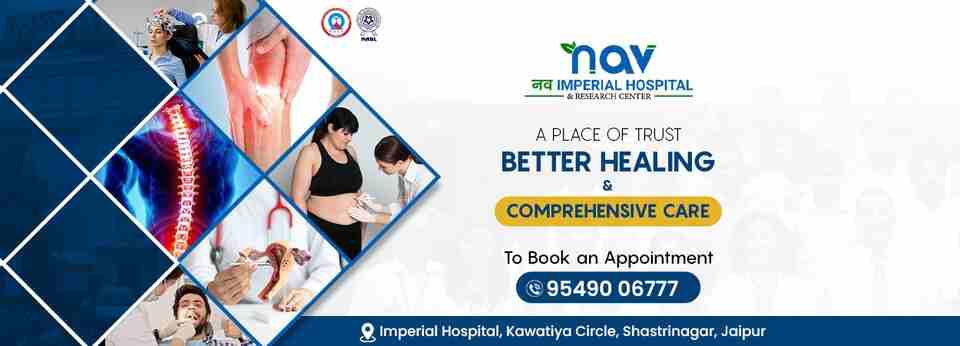 NABL
nav
नव IMPERIAL HOSPITAL
& RESEARCH CENTER
A PLACE OF TRUST
BETTER HEALING
&
COMPREHENSIVE CARE
To Book an Appointment
95490 06777
Imperial Hospital, Kawatiya Circle, Shastrinagar, Jaipur